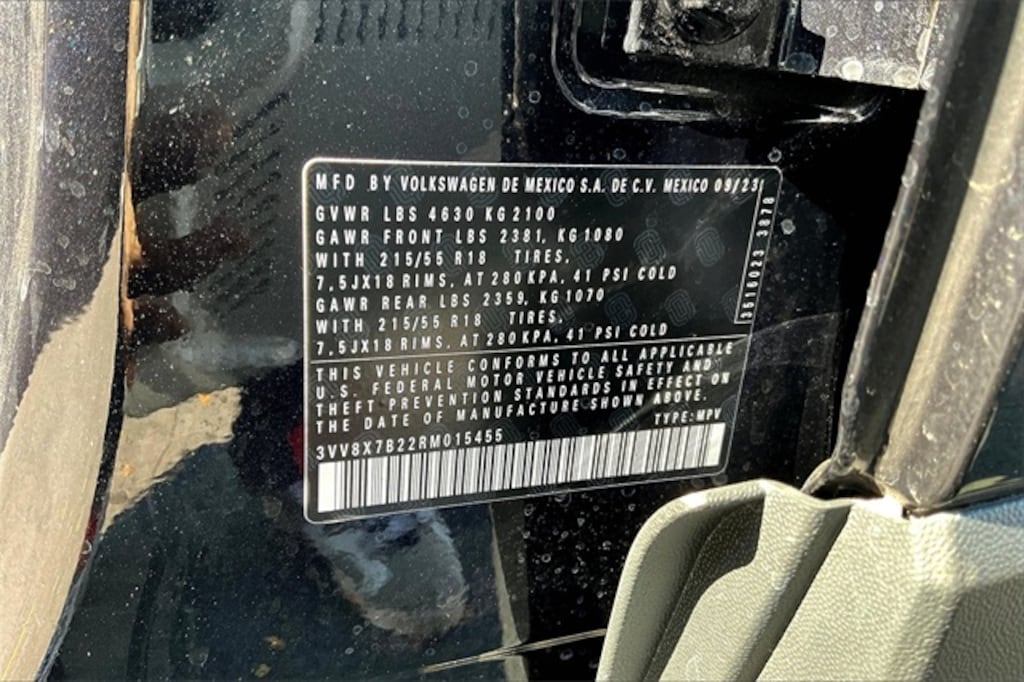 MFD BY VOLKSWAGEN DE MEXICO S.A. DE C.V. MEXICO 09/23
GVWR LBS 4630 KG 2100
GAWR FRONT LBS 2381, KG 1080
WITH 215/55 R18 TIRES,
7,5JX18 RIMS, AT 280 KPA, 41 PSI COLD
GAWR REAR LBS 2359, KG 1070
WITH 215/55 R18 TIRES,
7,5JX18 RIMS, AT 280 KPA, 41 PSI COLD
THIS VEHICLE CONFORMS TO ALL APPLICABLE
U.S. FEDERAL MOTOR VEHICLE SAFETY AND
THEFT PREVENTION STANDARDS IN EFFECT ON
THE DATE OF MANUFACTURE SHOWN ABOVE.
3VV8X7B22RM015455 TYPE: MPV
3516023 3878